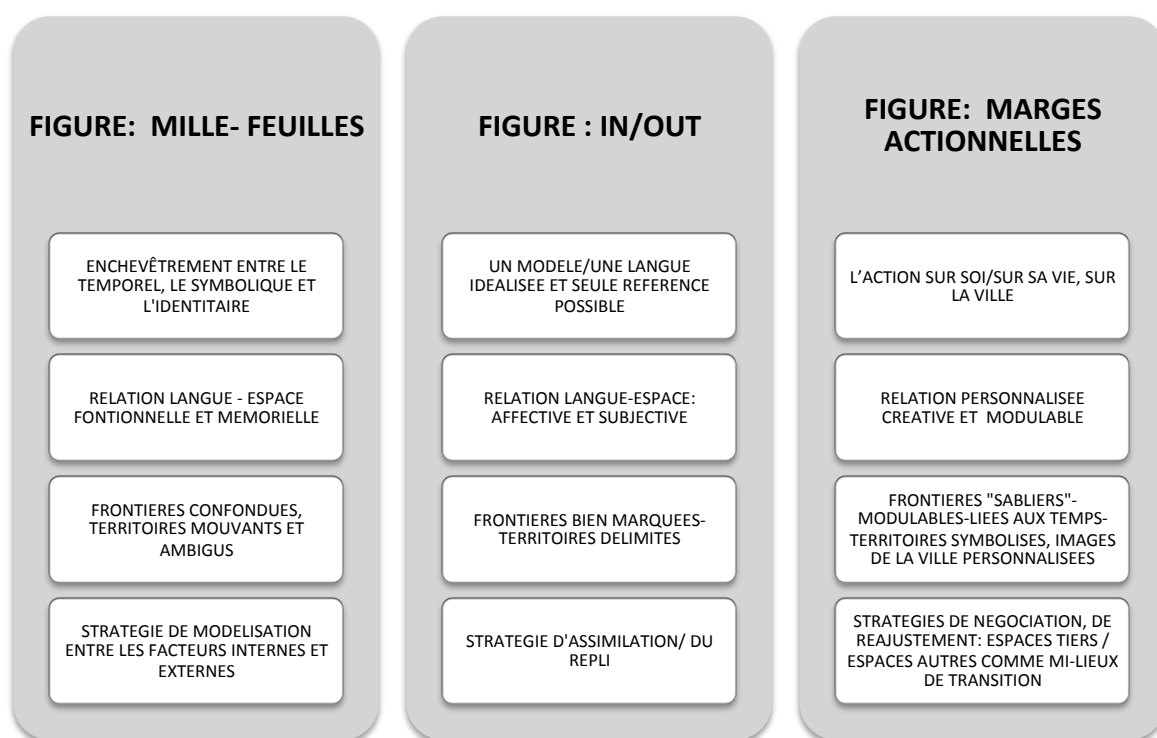 FIGURE: MILLE- FEUILLES
ENCHEVÊTREMENT ENTRE LE
TEMPOREL, LE SYMBOLIQUE ET
L'IDENTITAIRE
RELATION LANGUE - ESPACE
FONTIONNELLE ET MEMORIELLE
FRONTIERES CONFONDUES,
TERRITOIRES MOUVANTS ET
AMBIGUS
STRATEGIE DE MODELISATION
ENTRE LES FACTEURS INTERNES ET
EXTERNES
FIGURE : IN/OUT
UN MODELE/UNE LANGUE
IDEALISEE ET SEULE REFERENCE
POSSIBLE
RELATION LANGUE-ESPACE:
AFFECTIVE ET SUBJECTIVE
FRONTIERES BIEN MARQUEES-
TERRITOIRES DELIMITES
STRATEGIE D'ASSIMILATION/ DU
REPLI
FIGURE: MARGES
ACTIONNELLES
L’ACTION SUR SOI/SUR SA VIE, SUR
LA VILLE
RELATION PERSONNALISEE
CREATIVE ET MODULABLE
FRONTIERES "SABLIERS"-
MODULABLES-LIEES AUX TEMPS-
TERRITOIRES SYMBOLISES, IMAGES
DE LA VILLE PERSONNALISEES
STRATEGIES DE NEGOCIATION, DE
REAJUSTEMENT: ESPACES TIERS /
ESPACES AUTRES COMME MI-LIEUX
DE TRANSITION